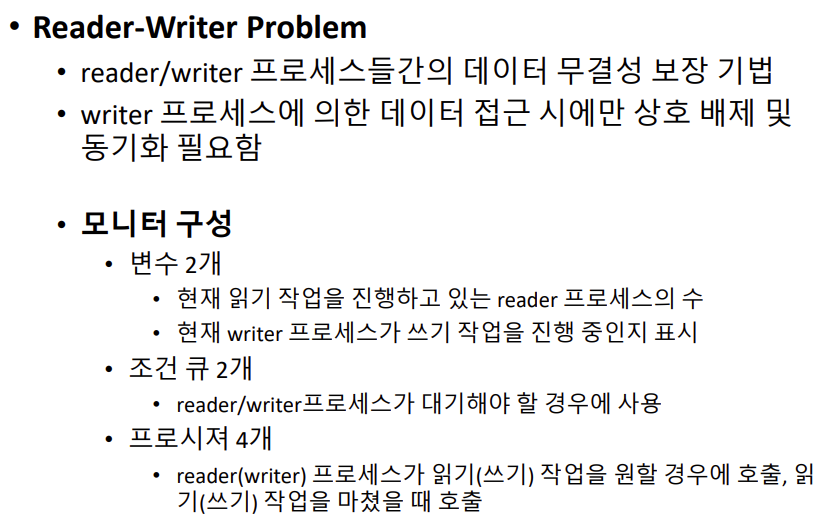 • Reader-Writer Problem
• reader/writer 프로세스들간의 데이터 무결성 보장 기법
• writer 프로세스에 의한 데이터 접근 시에만 상호 배제 및
동기화 필요함
• 모니터 구성
• 변수 2개
• 현재 읽기 작업을 진행하고 있는 reader 프로세스의 수
• 현재 writer 프로세스가 쓰기 작업을 진행 중인지 표시
• 조건 큐 2개
• reader/writer프로세스가 대기해야 할 경우에 사용
• 프로시져 4개
• reader(writer) 프로세스가 읽기(쓰기) 작업을 원할 경우에 호출, 읽
기(쓰기) 작업을 마쳤을 때 호출